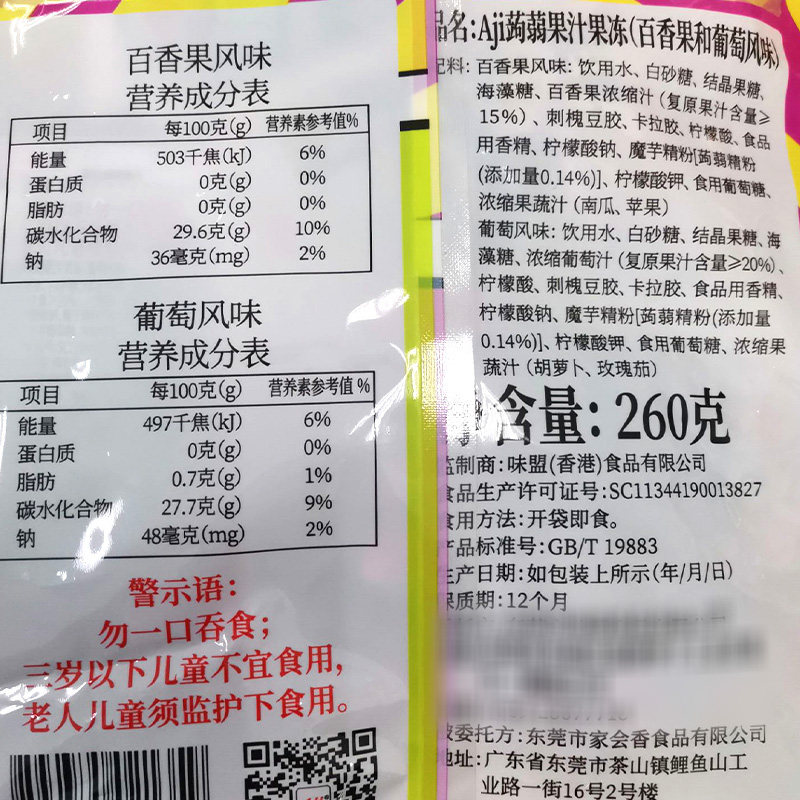 百香果风味
营养成分表
项目 每100克(g) 营养素参考值%
能量 503千焦(kJ) 6%
蛋白质 0克(g) 0%
脂肪 0克(g) 0%
碳水化合物 29.6克(g) 10%
钠 36毫克(mg) 2%
葡萄风味
营养成分表
项目 每100克(g) 营养素参考值%
能量 497千焦(kJ) 6%
蛋白质 0克(g) 0%
脂肪 0.7克(g) 1%
碳水化合物 27.7克(g) 9%
钠 48毫克(mg) 2%
警示语:
勿一口吞食;
三岁以下儿童不宜食用,
老人儿童须监护下食用。
品名:Aji蒟蒻果汁果冻(百香果和葡萄风味)
配料: 百香果风味: 饮用水、白砂糖、结晶果糖、
海藻糖、百香果浓缩汁(复原果汁含量≥
15%)、刺槐豆胶、卡拉胶、柠檬酸、食品
用香精、柠檬酸钠、魔芋精粉[蒟蒻精粉
(添加量0.14%)]、柠檬酸钾、食用葡萄糖、
浓缩果蔬汁(南瓜、苹果)
葡萄风味: 饮用水、白砂糖、结晶果糖、海
藻糖、浓缩葡萄汁(复原果汁含量≥20%)、
柠檬酸、刺槐豆胶、卡拉胶、食品用香精、
柠檬酸钠、魔芋精粉[蒟蒻精粉(添加量
0.14%)]、柠檬酸钾、食用葡萄糖、浓缩果
蔬汁(胡萝卜、玫瑰茄)
含量: 260克
监制商:味盟(香港)食品有限公司
食品生产许可证号:SC11344190013827
食用方法:开袋即食。
产品标准号:GB/T 19883
生产日期:如包装上所示(年/月/日)
保质期:12个月
被委托方:东莞市家会香食品有限公司
地址:广东省东莞市茶山镇鲤鱼山工
业路一街16号2号楼